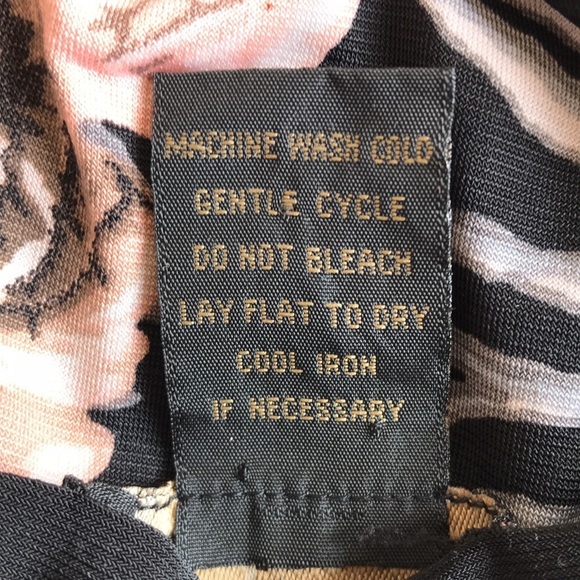 MACHINE WASH COLD
GENTLE CYCLE
DO NOT BLEACH
LAY FLAT TO DRY
COOL IRON
IF NECESSARY